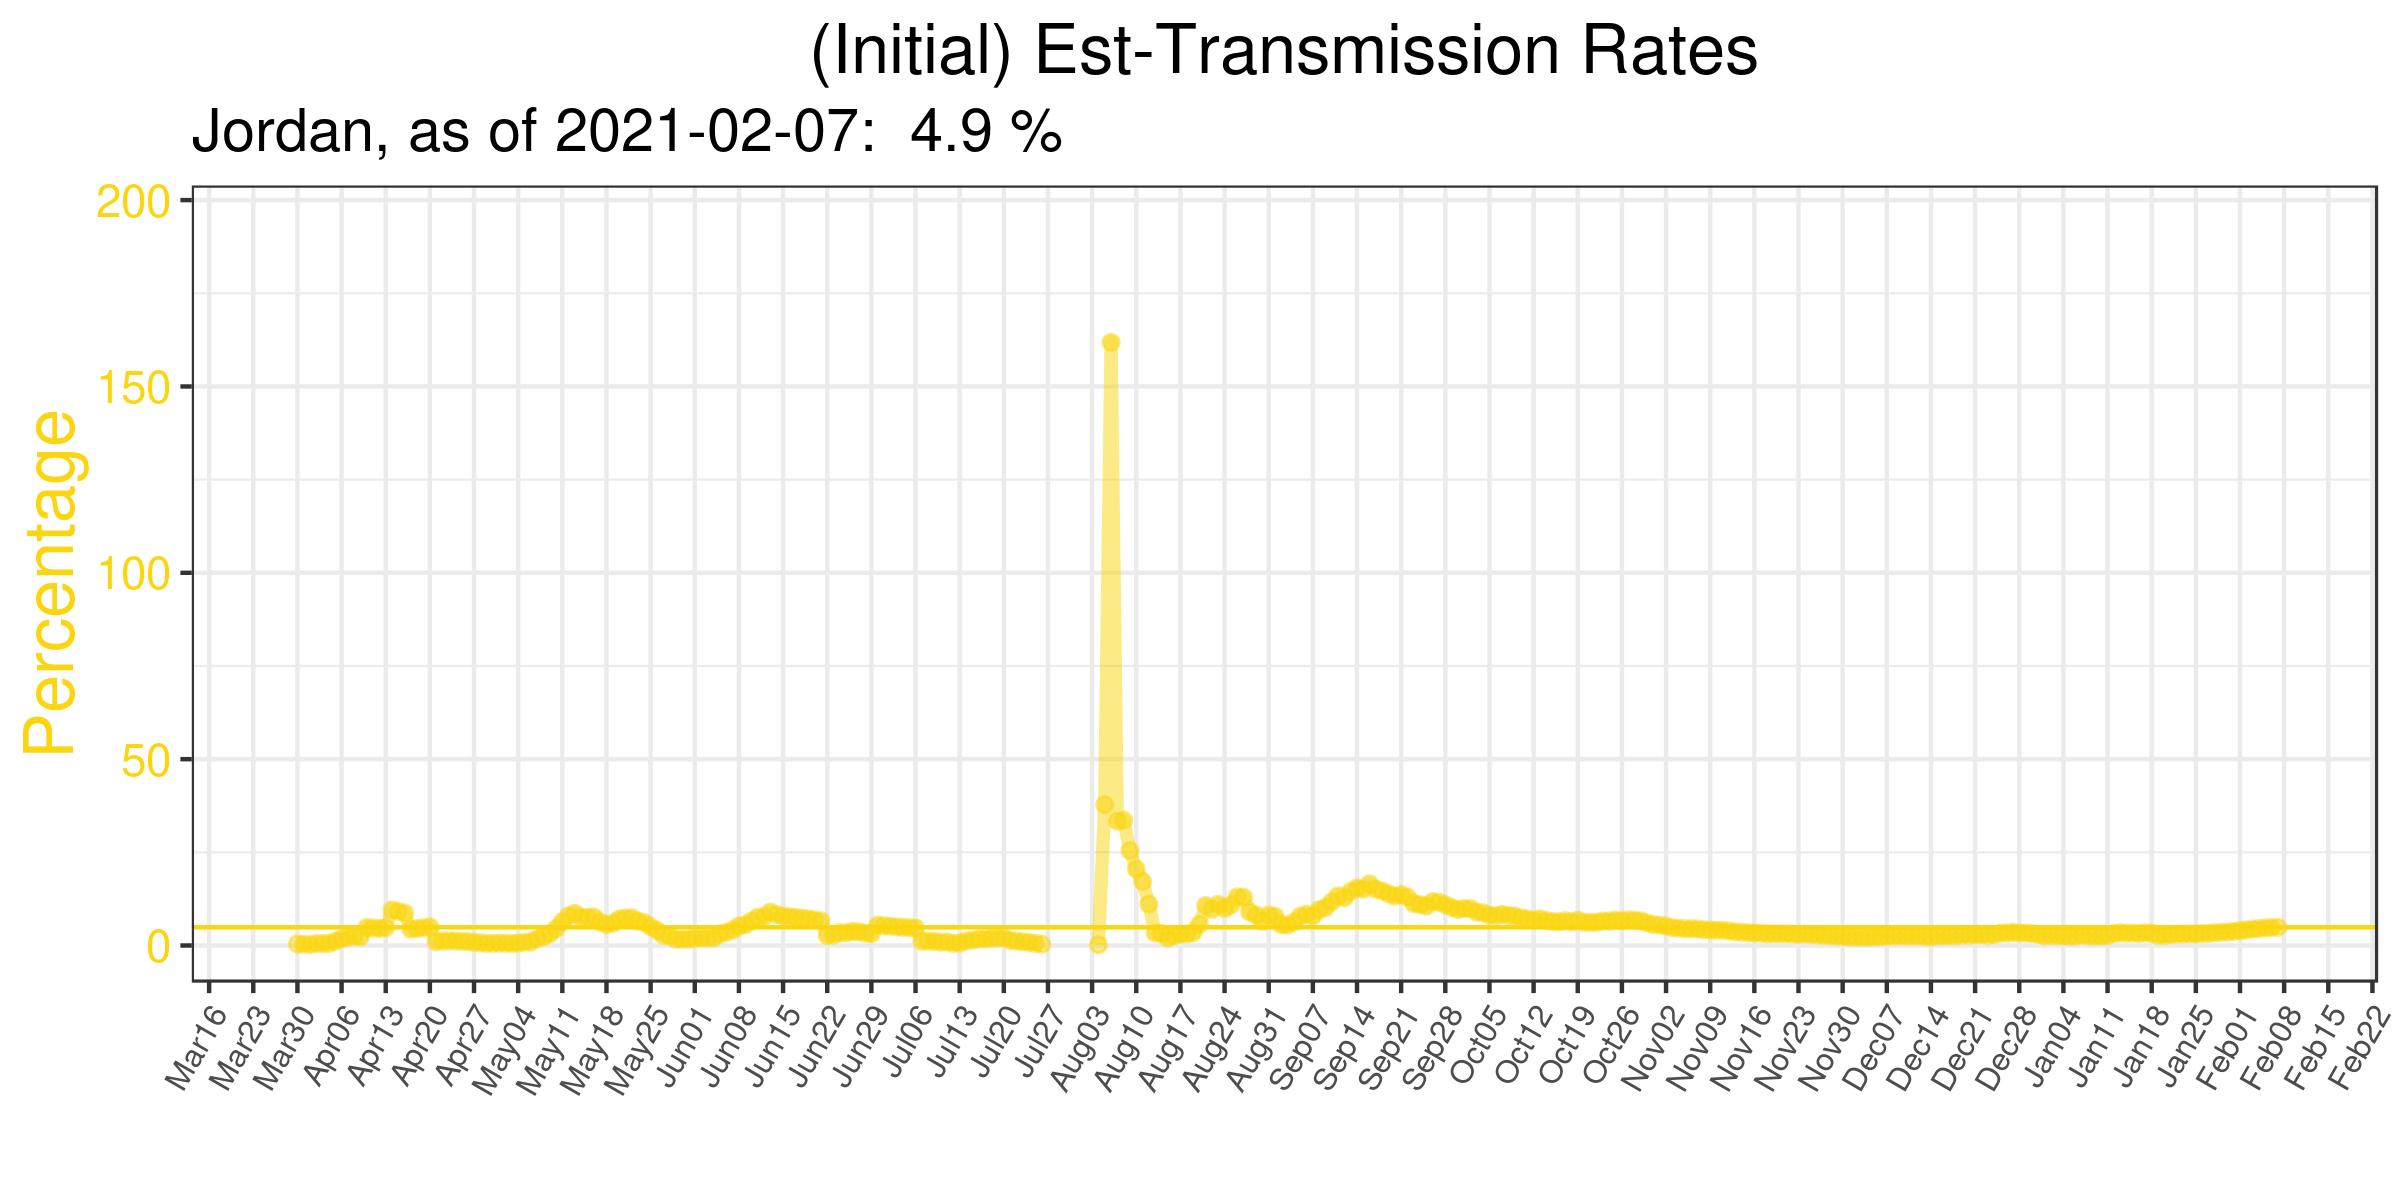 (Initial) Est-Transmission Rates
Jordan, as of 2021-02-07:  4.9 %
Percentage
200
150
100
50
0
Mar16 Mar23 Mar30 Apr06 Apr13 Apr20 Apr27 May04 May11 May18 May25 Jun01 Jun08 Jun15 Jun22 Jun29 Jul06 Jul13 Jul20 Jul27 Aug03 Aug10 Aug17 Aug24 Aug31 Sep07 Sep14 Sep21 Sep28 Oct05 Oct12 Oct19 Oct26 Nov02 Nov09 Nov16 Nov23 Nov30 Dec07 Dec14 Dec21 Dec28 Jan04 Jan11 Jan18 Jan25 Feb01 Feb08 Feb15 Feb22